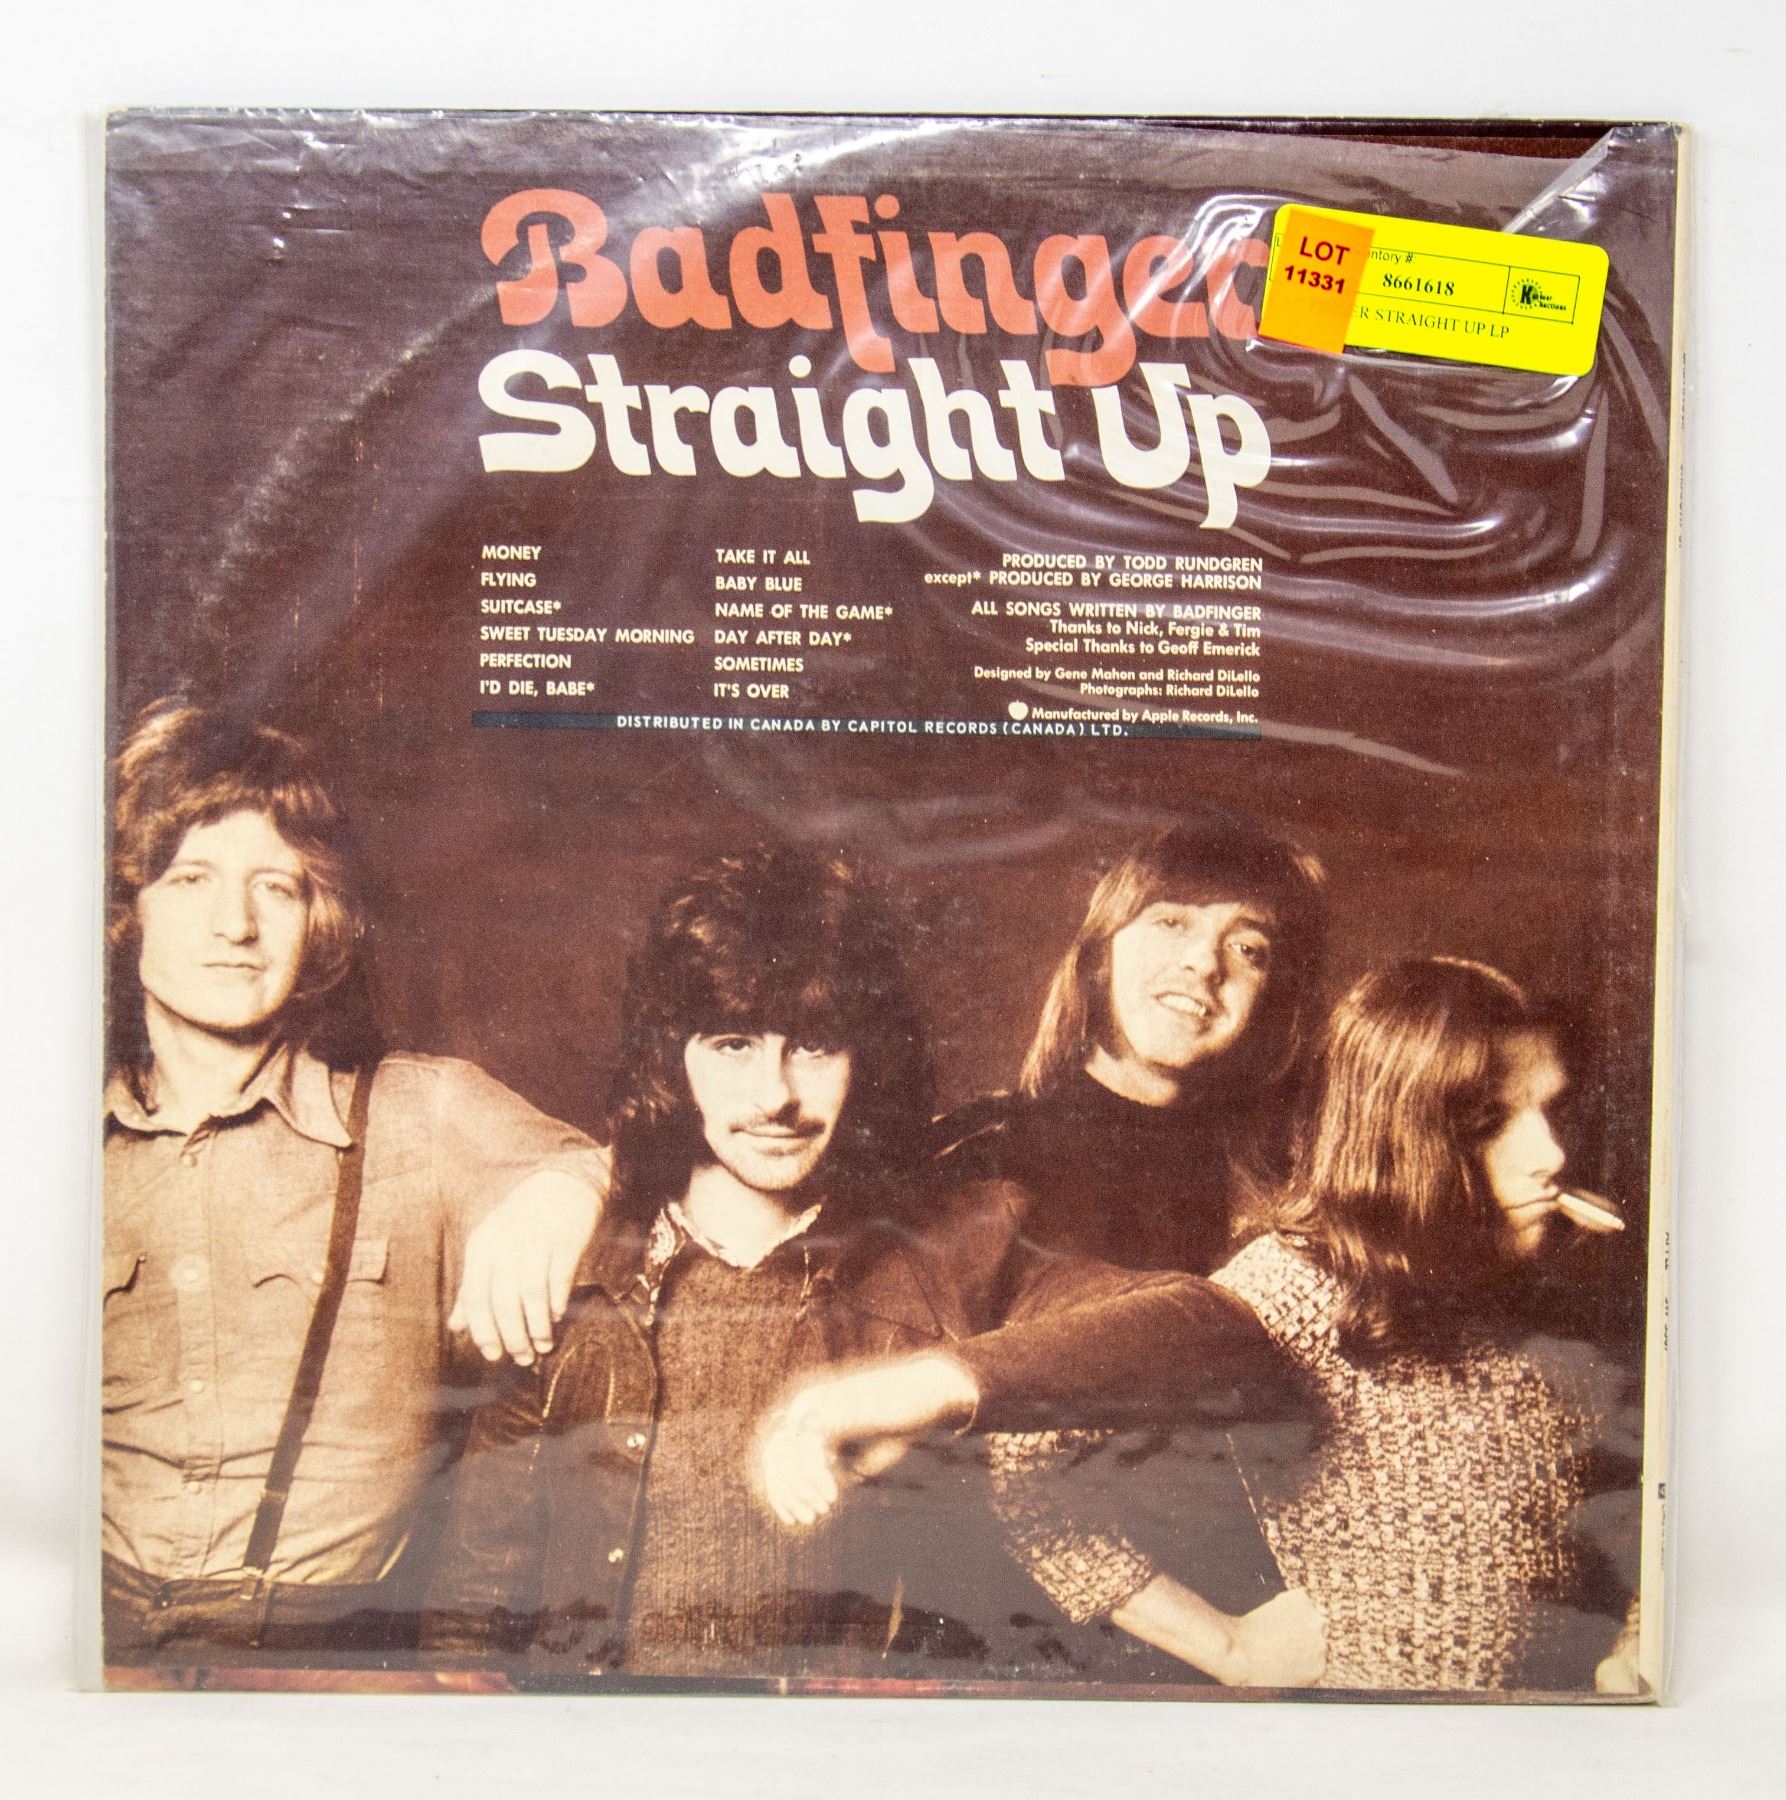 Badfinger
Straight Up
LOT
11331
8661618
ER STRAIGHT UP LP
MONEY
FLYING
SUITCASE*
SWEET TUESDAY MORNING
PERFECTION
I'D DIE, BABE*
TAKE IT ALL
BABY BLUE
NAME OF THE GAME*
DAY AFTER DAY*
SOMETIMES
IT'S OVER
PRODUCED BY TODD RUNDGREN
except* PRODUCED BY GEORGE HARRISON
ALL SONGS WRITTEN BY BADFINGER
Thanks to Nick, Fergie & Tim
Special Thanks to Geoff Emerick
Designed by Gene Mahon and Richard DiLello
Photographs: Richard DiLello
Manufactured by Apple Records, Inc.
DISTRIBUTED IN CANADA BY CAPITOL RECORDS (CANADA) LTD.